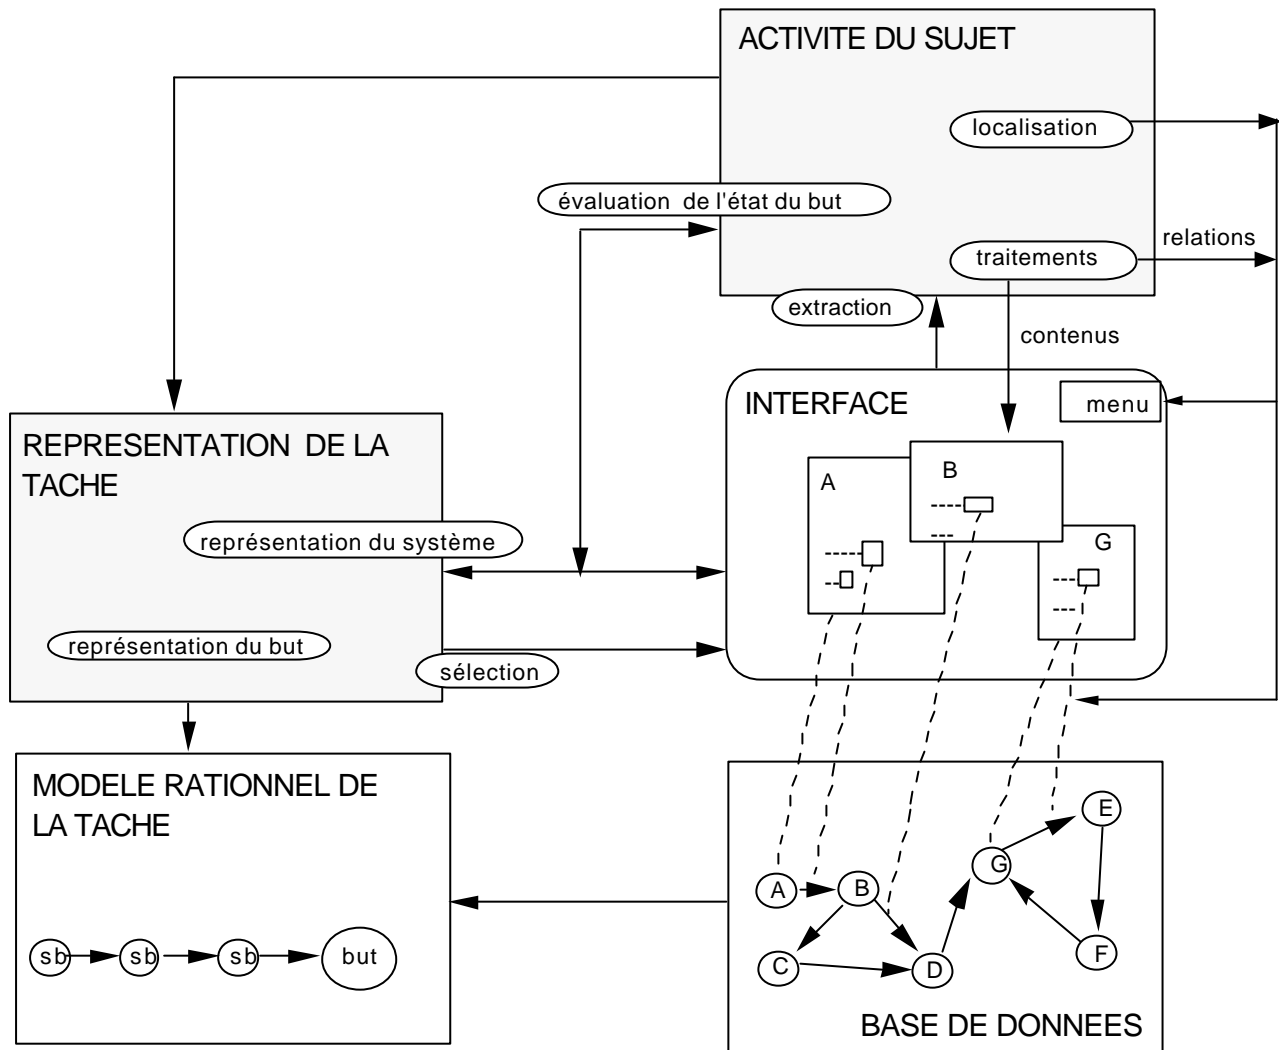 ACTIVITE DU SUJET
localisation
évaluation de l'état du but
relations
traitements
extraction
contenus
INTERFACE
menu
REPRESENTATION DE LA
TACHE
A
B
G
représentation du système
représentation du but
sélection
MODELE RATIONNEL DE
LA TACHE
sb
sb
sb
but
E
G
A
B
C
D
F
BASE DE DONNEES